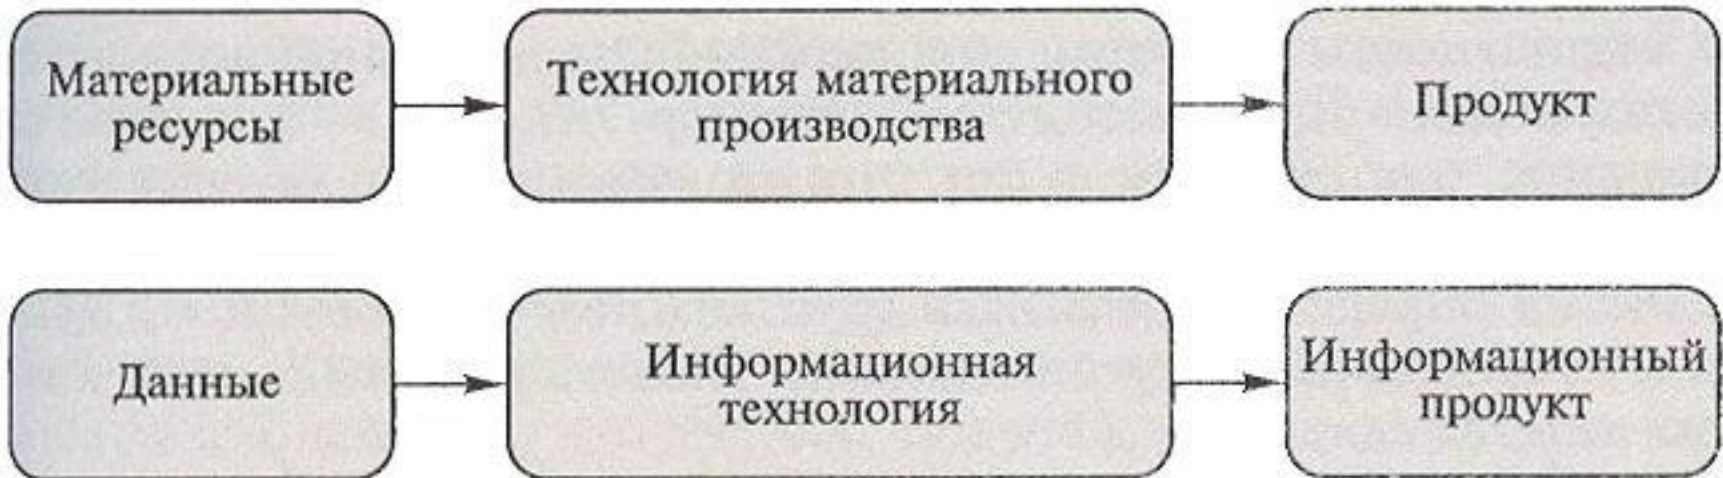 Материальные
ресурсы
Технология материального
производства
Продукт
Данные
Информационная
технология
Информационный
продукт